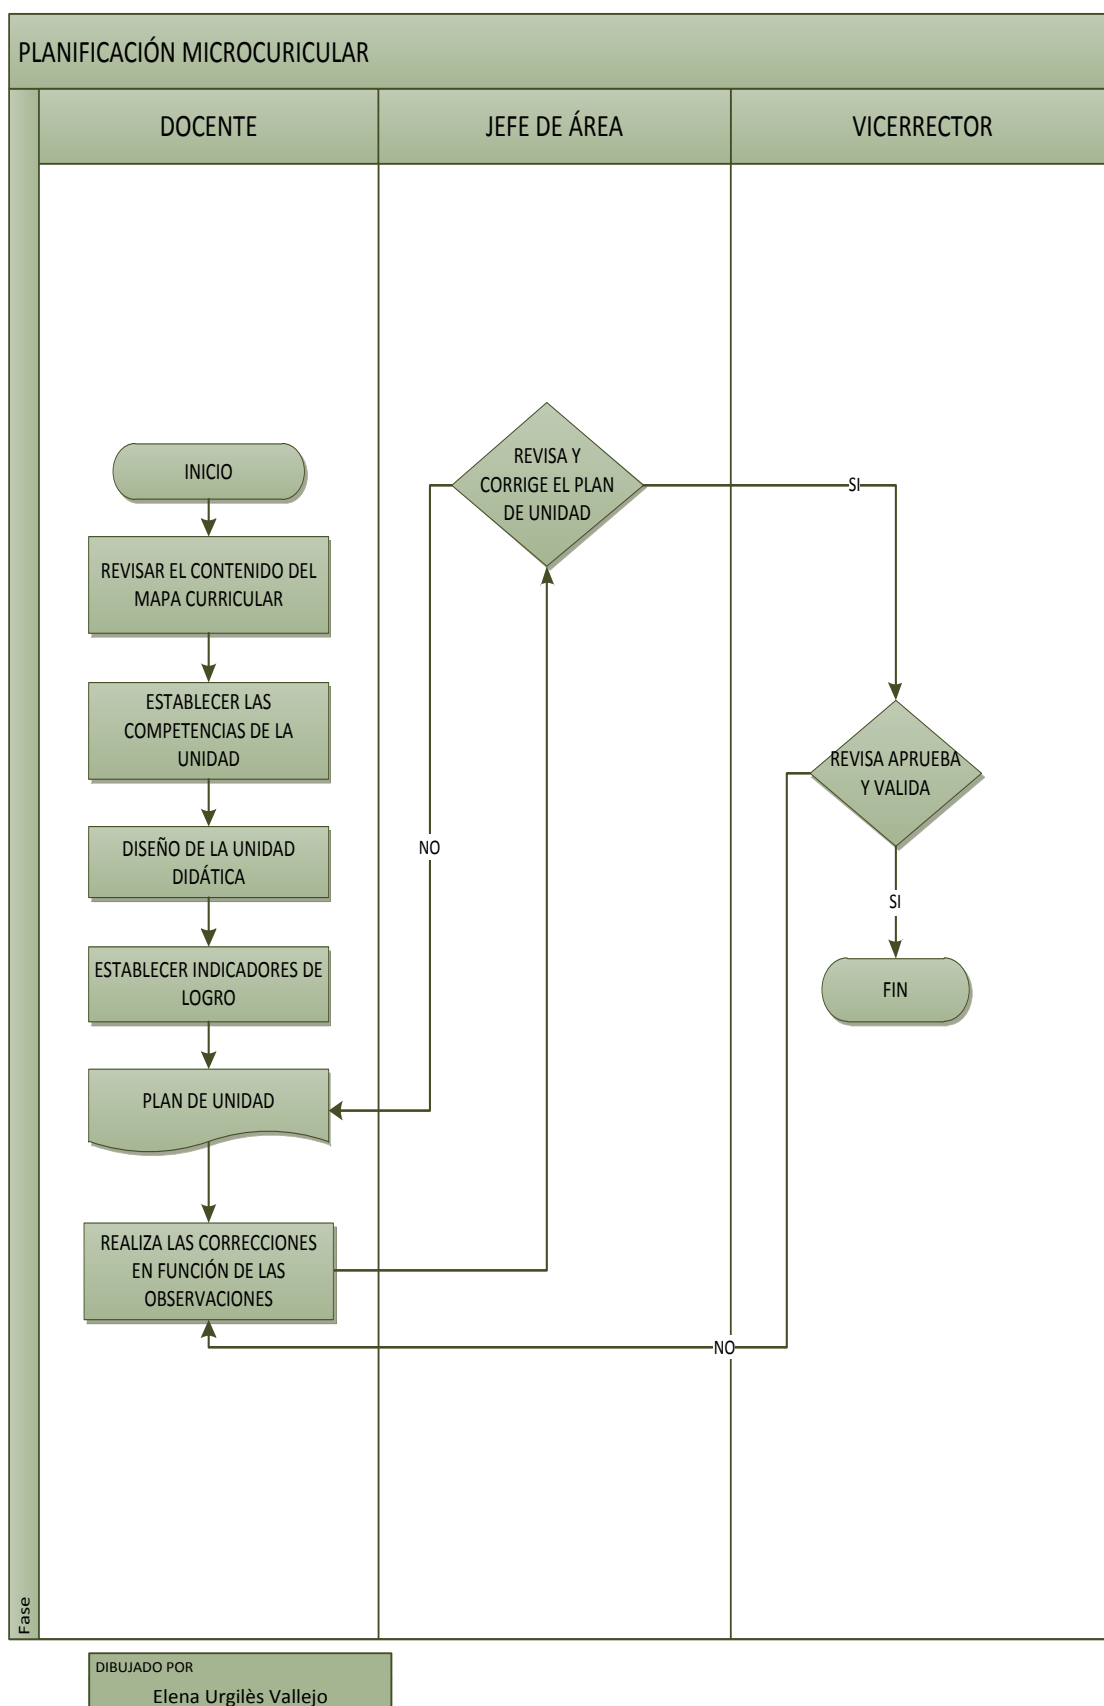 PLANIFICACIÓN MICROCURICULAR
DOCENTE
JEFE DE ÁREA
VICERRECTOR
INICIO
REVISAR EL CONTENIDO DEL
MAPA CURRICULAR
ESTABLECER LAS
COMPETENCIAS DE LA
UNIDAD
DISEÑO DE LA UNIDAD
DIDÁTICA
ESTABLECER INDICADORES DE
LOGRO
PLAN DE UNIDAD
REALIZA LAS CORRECCIONES
EN FUNCIÓN DE LAS
OBSERVACIONES
REVISA Y
CORRIGE EL PLAN
DE UNIDAD
NO
SI
REVISA APRUEBA
Y VALIDA
SI
NO
FIN
Fase
DIBUJADO POR
Elena Urgilès Vallejo